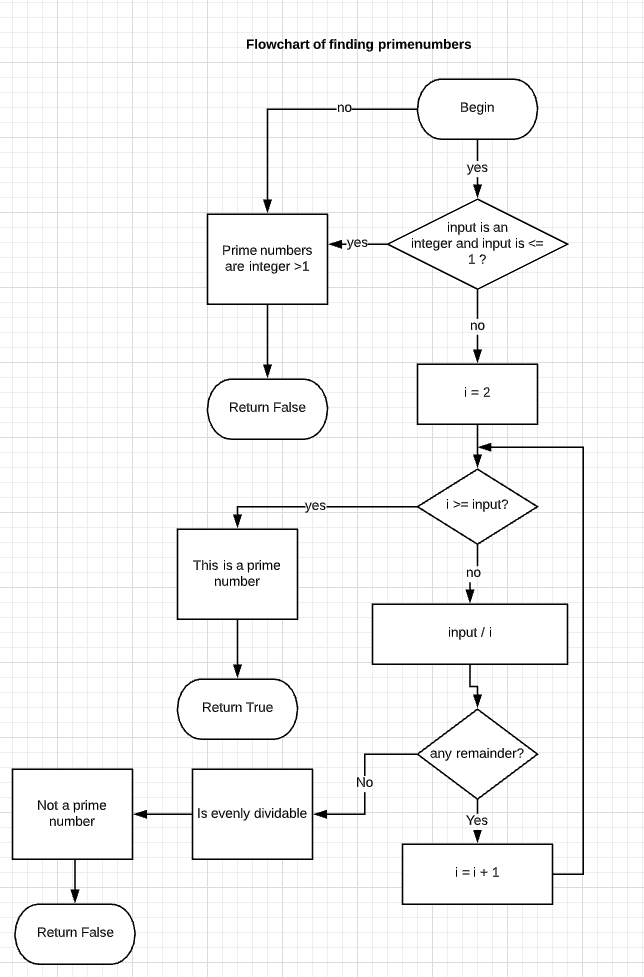 Flowchart of finding primenumbers
Begin
no
yes
input is an
integer and input is <=
1 ?
yes
Prime numbers
are integer >1
no
Return False
i = 2
i >= input?
yes
This is a prime
number
no
input / i
Return True
any remainder?
No
Is evenly dividable
Not a prime
number
Yes
i = i + 1
Return False